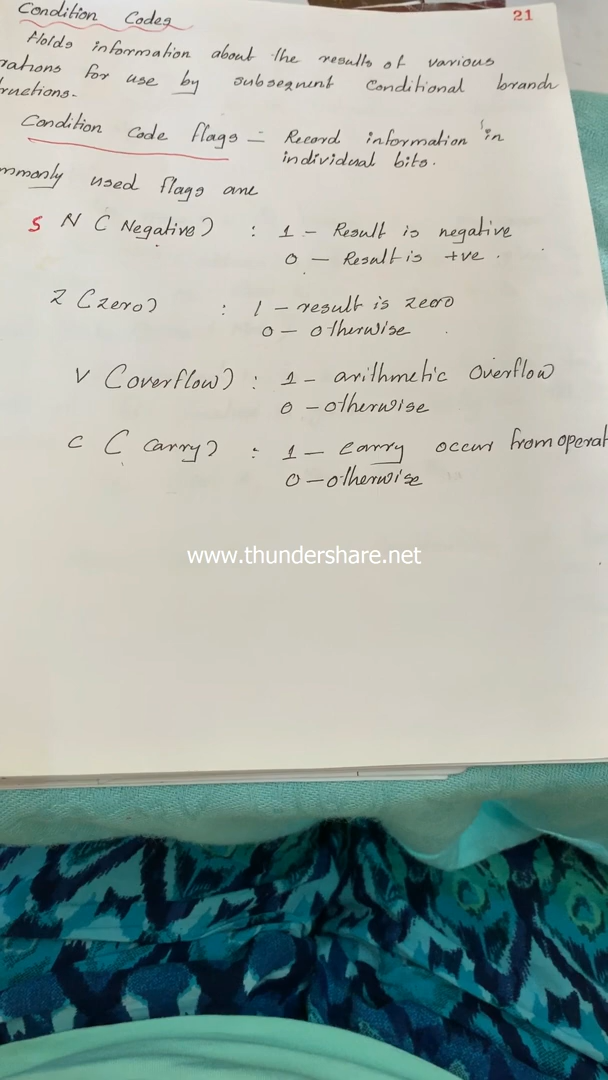 21
Condition Codes
Holds information about the results of various
rations for use by subsequent Conditional branch
ructions.
Condition Code flags = Record information in
individual bits.
mmonly used flags are
S N (Negative) : 1 - Result is negative
0 - Result is +ve.
Z (zero) : 1 - result is zero
0 - otherwise
V (overflow) : 1 - arithmetic overflow
0 - otherwise
C (carry) : 1 - carry occur from operat
0 - otherwise
www.thundershare.net